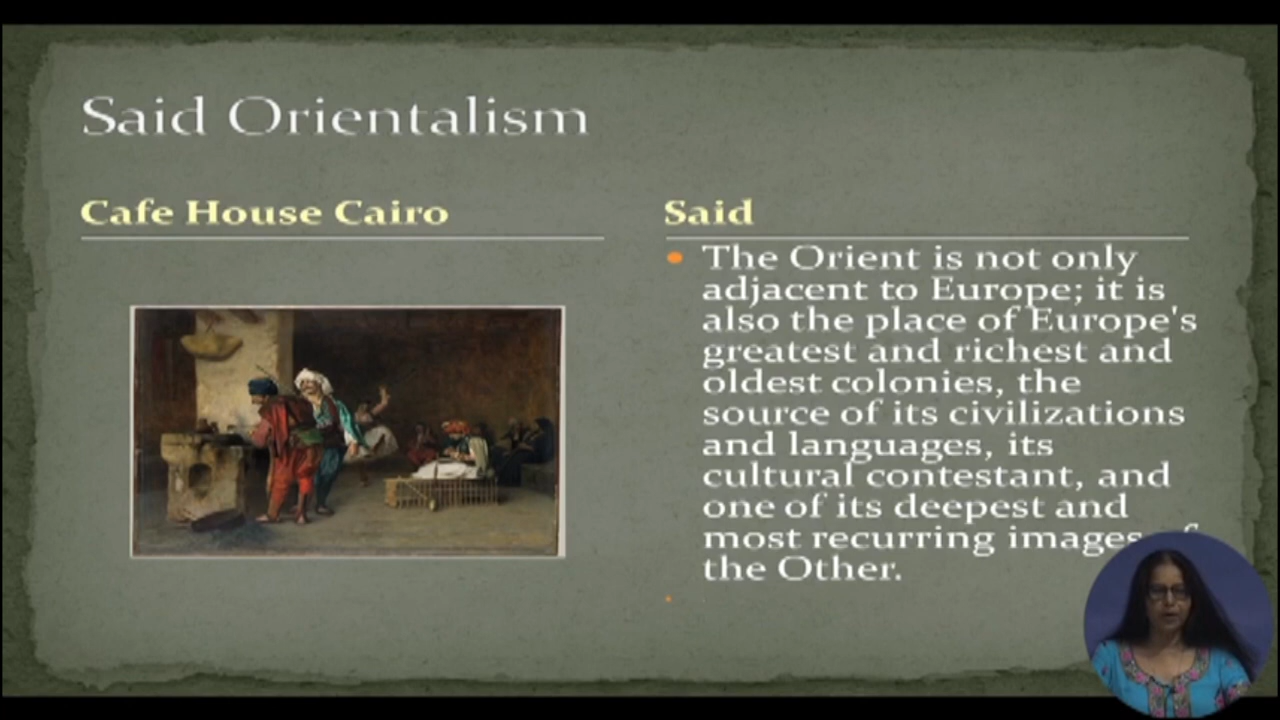 Said Orientalism
Cafe House Cairo
Said
The Orient is not only
adjacent to Europe; it is
also the place of Europe's
greatest and richest and
oldest colonies, the
source of its civilizations
and languages, its
cultural contestant, and
one of its deepest and
most recurring images
the Other.